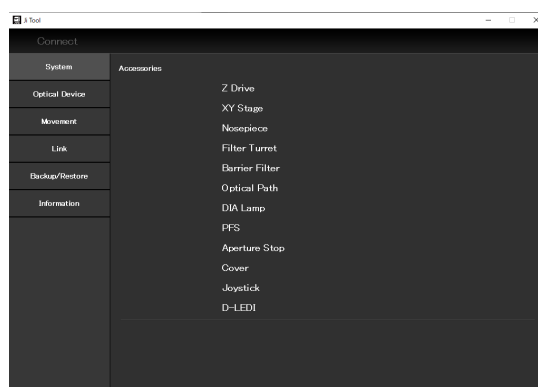 Ji Tool
Connect
System
Optical Device
Movement
Link
Backup/Restore
Information
Accessories
Z Drive
XY Stage
Nosepiece
Filter Turret
Barrier Filter
Optical Path
DIA Lamp
PFS
Aperture Stop
Cover
Joystick
D-LEDI